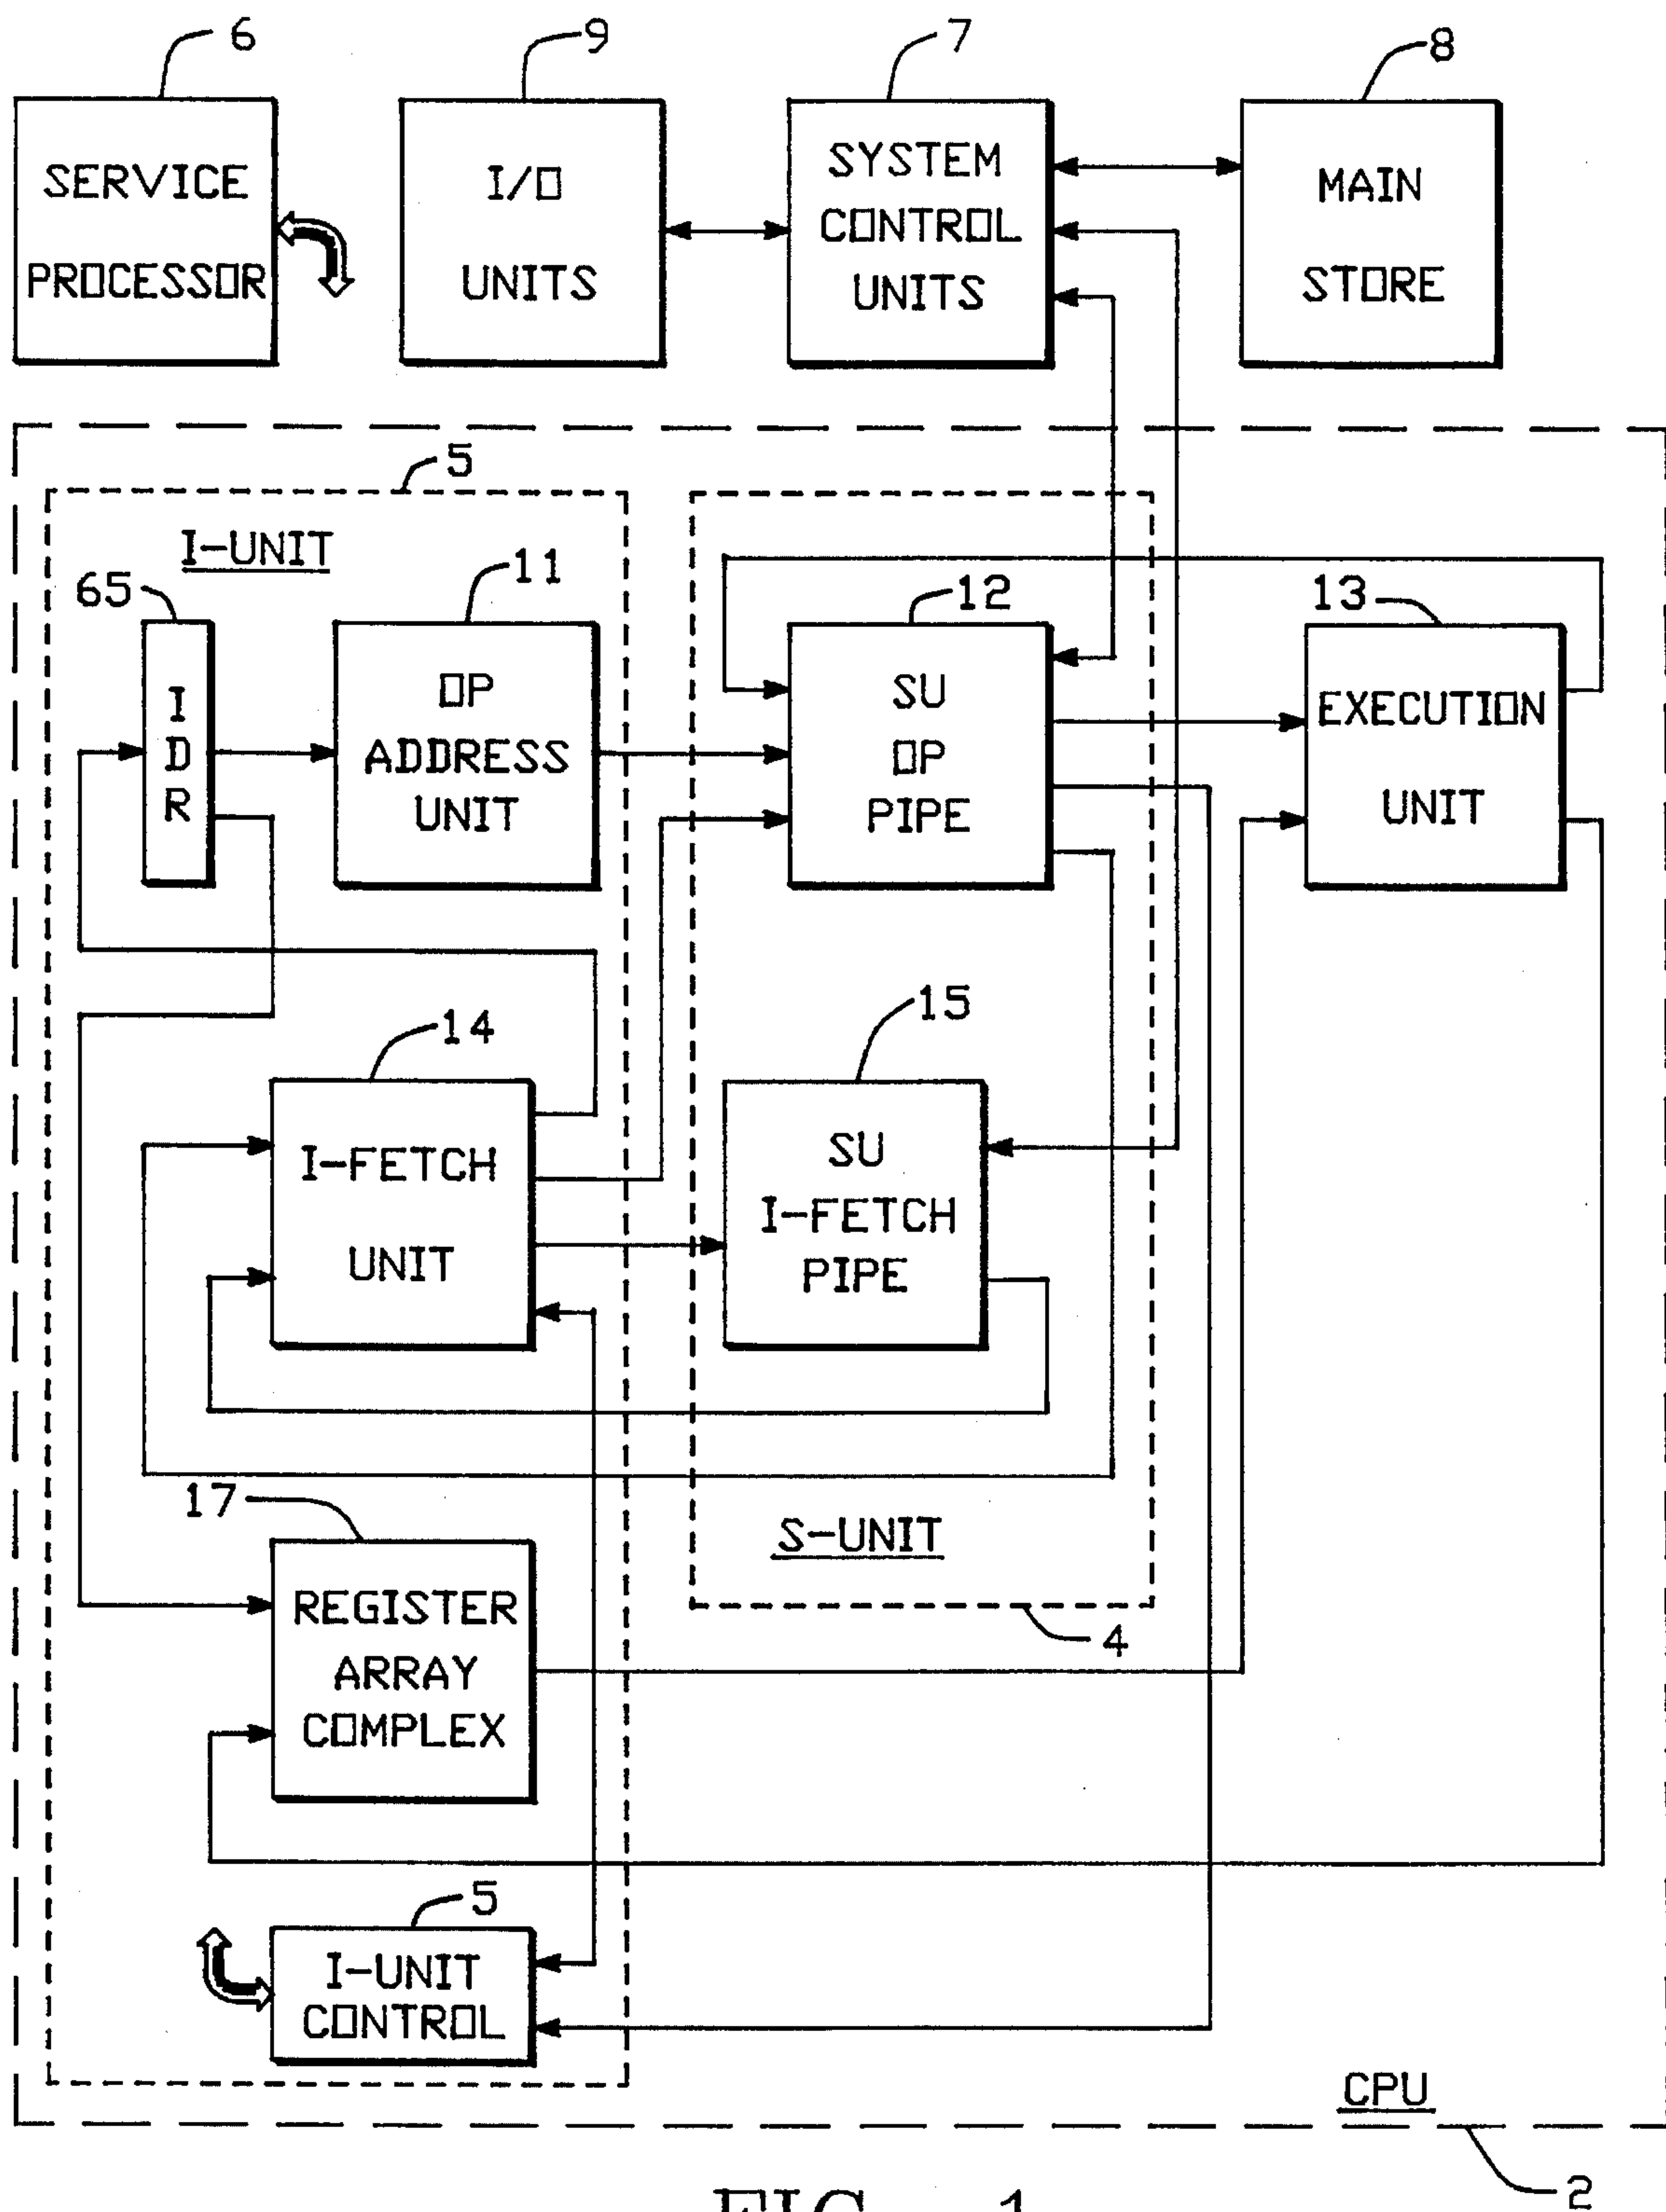 6
9
7
8
SERVICE
PROCESSOR
I/O
UNITS
SYSTEM
CONTROL
UNITS
MAIN
STORE
5
I-UNIT
65
11
12
13
I
D
R
OP
ADDRESS
UNIT
SU
OP
PIPE
EXECUTION
UNIT
14
15
I-FETCH
UNIT
SU
I-FETCH
PIPE
17
S-UNIT
REGISTER
ARRAY
COMPLEX
4
5
I-UNIT
CONTROL
CPU
2
FIG. 1